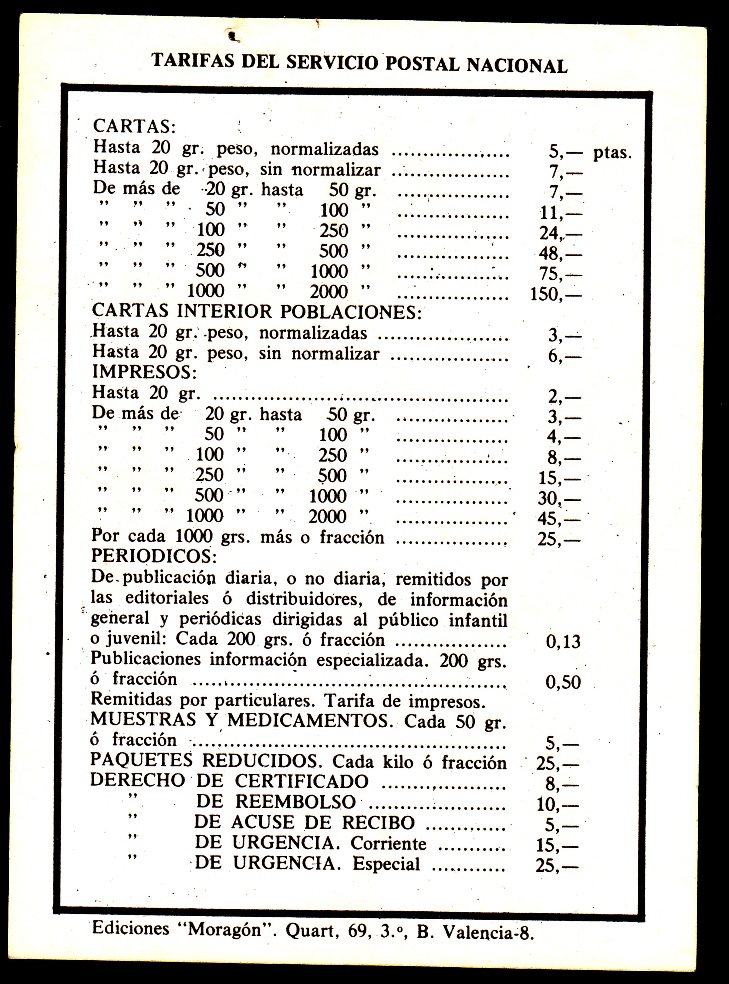 TARIFAS DEL SERVICIO POSTAL NACIONAL
CARTAS:
Hasta 20 gr. peso, normalizadas ................... 5,— ptas.
Hasta 20 gr. peso, sin normalizar .................. 7,—
De más de 20 gr. hasta 50 gr. .................. 7,—
” ” ” 50 ” ” 100 ” .................. 11,—
” ” ” 100 ” ” 250 ” .................. 24,—
” ” ” 250 ” ” 500 ” .................. 48,—
” ” ” 500 ” ” 1000 ” .................. 75,—
” ” ” 1000 ” ” 2000 ” .................. 150,—
CARTAS INTERIOR POBLACIONES:
Hasta 20 gr. peso, normalizadas ..................... 3,—
Hasta 20 gr. peso, sin normalizar ................... 6,—
IMPRESOS:
Hasta 20 gr. ................................................ 2,—
De más de 20 gr. hasta 50 gr. .................. 3,—
” ” ” 50 ” ” 100 ” .................. 4,—
” ” ” 100 ” ” 250 ” .................. 8,—
” ” ” 250 ” ” 500 ” .................. 15,—
” ” ” 500 ” ” 1000 ” .................. 30,—
” ” ” 1000 ” ” 2000 ” .................. 45,—
Por cada 1000 grs. más o fracción .................. 25,—
PERIODICOS:
De publicación diaria, o no diaria, remitidos por
las editoriales ó distribuidores, de información
general y periódicas dirigidas al público infantil
o juvenil: Cada 200 grs. ó fracción .................. 0,13
Publicaciones información especializada. 200 grs.
ó fracción .................................................... 0,50
Remitidas por particulares. Tarifa de impresos.
MUESTRAS Y MEDICAMENTOS. Cada 50 gr.
ó fracción .................................................... 5,—
PAQUETES REDUCIDOS. Cada kilo ó fracción 25,—
DERECHO DE CERTIFICADO .................... 8,—
” DE REEMBOLSO ...................... 10,—
” DE ACUSE DE RECIBO ............. 5,—
” DE URGENCIA. Corriente ........... 15,—
” DE URGENCIA. Especial ............ 25,—
Ediciones “Moragón”. Quart, 69, 3.º, B. Valencia-8.